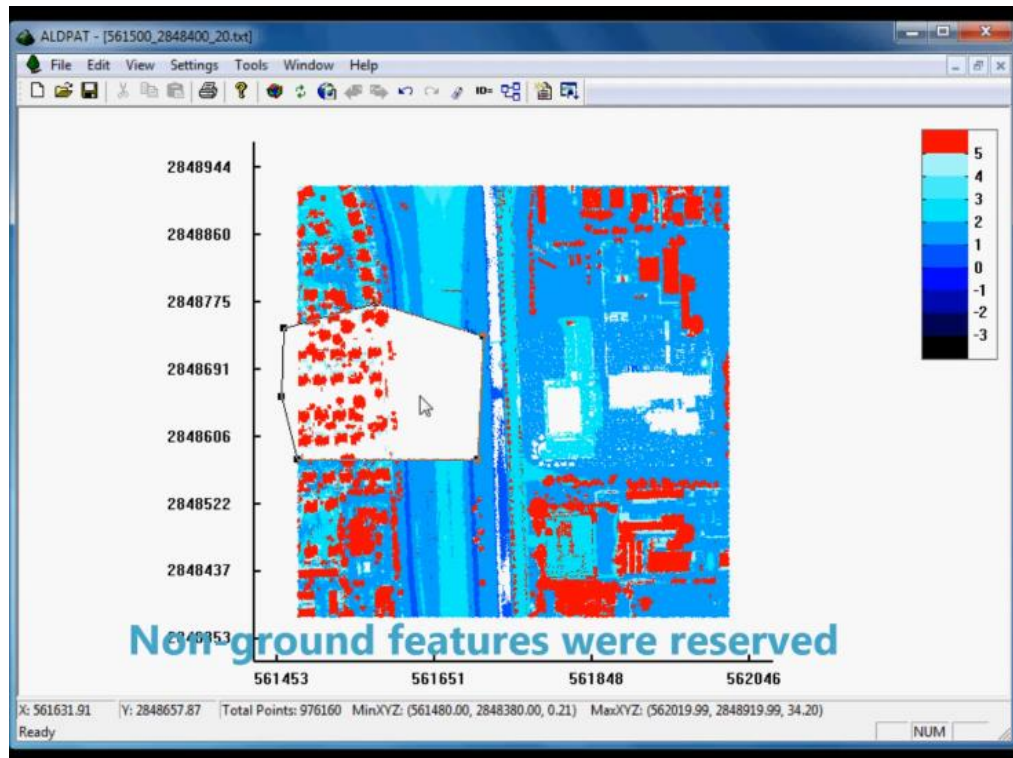 ALDPAT - [561500_2848400_20.txt]
File Edit View Settings Tools Window Help
ID=
2848944
2848860
2848775
2848691
2848606
2848522
2848437
5
4
3
2
1
0
-1
-2
-3
Non-ground features were reserved
561453 561651 561848 562046
X: 561631.91 Y: 2848657.87 Total Points: 976160 MinXYZ: (561480.00, 2848380.00, 0.21) MaxXYZ: (562019.99, 2848919.99, 34.20)
Ready NUM